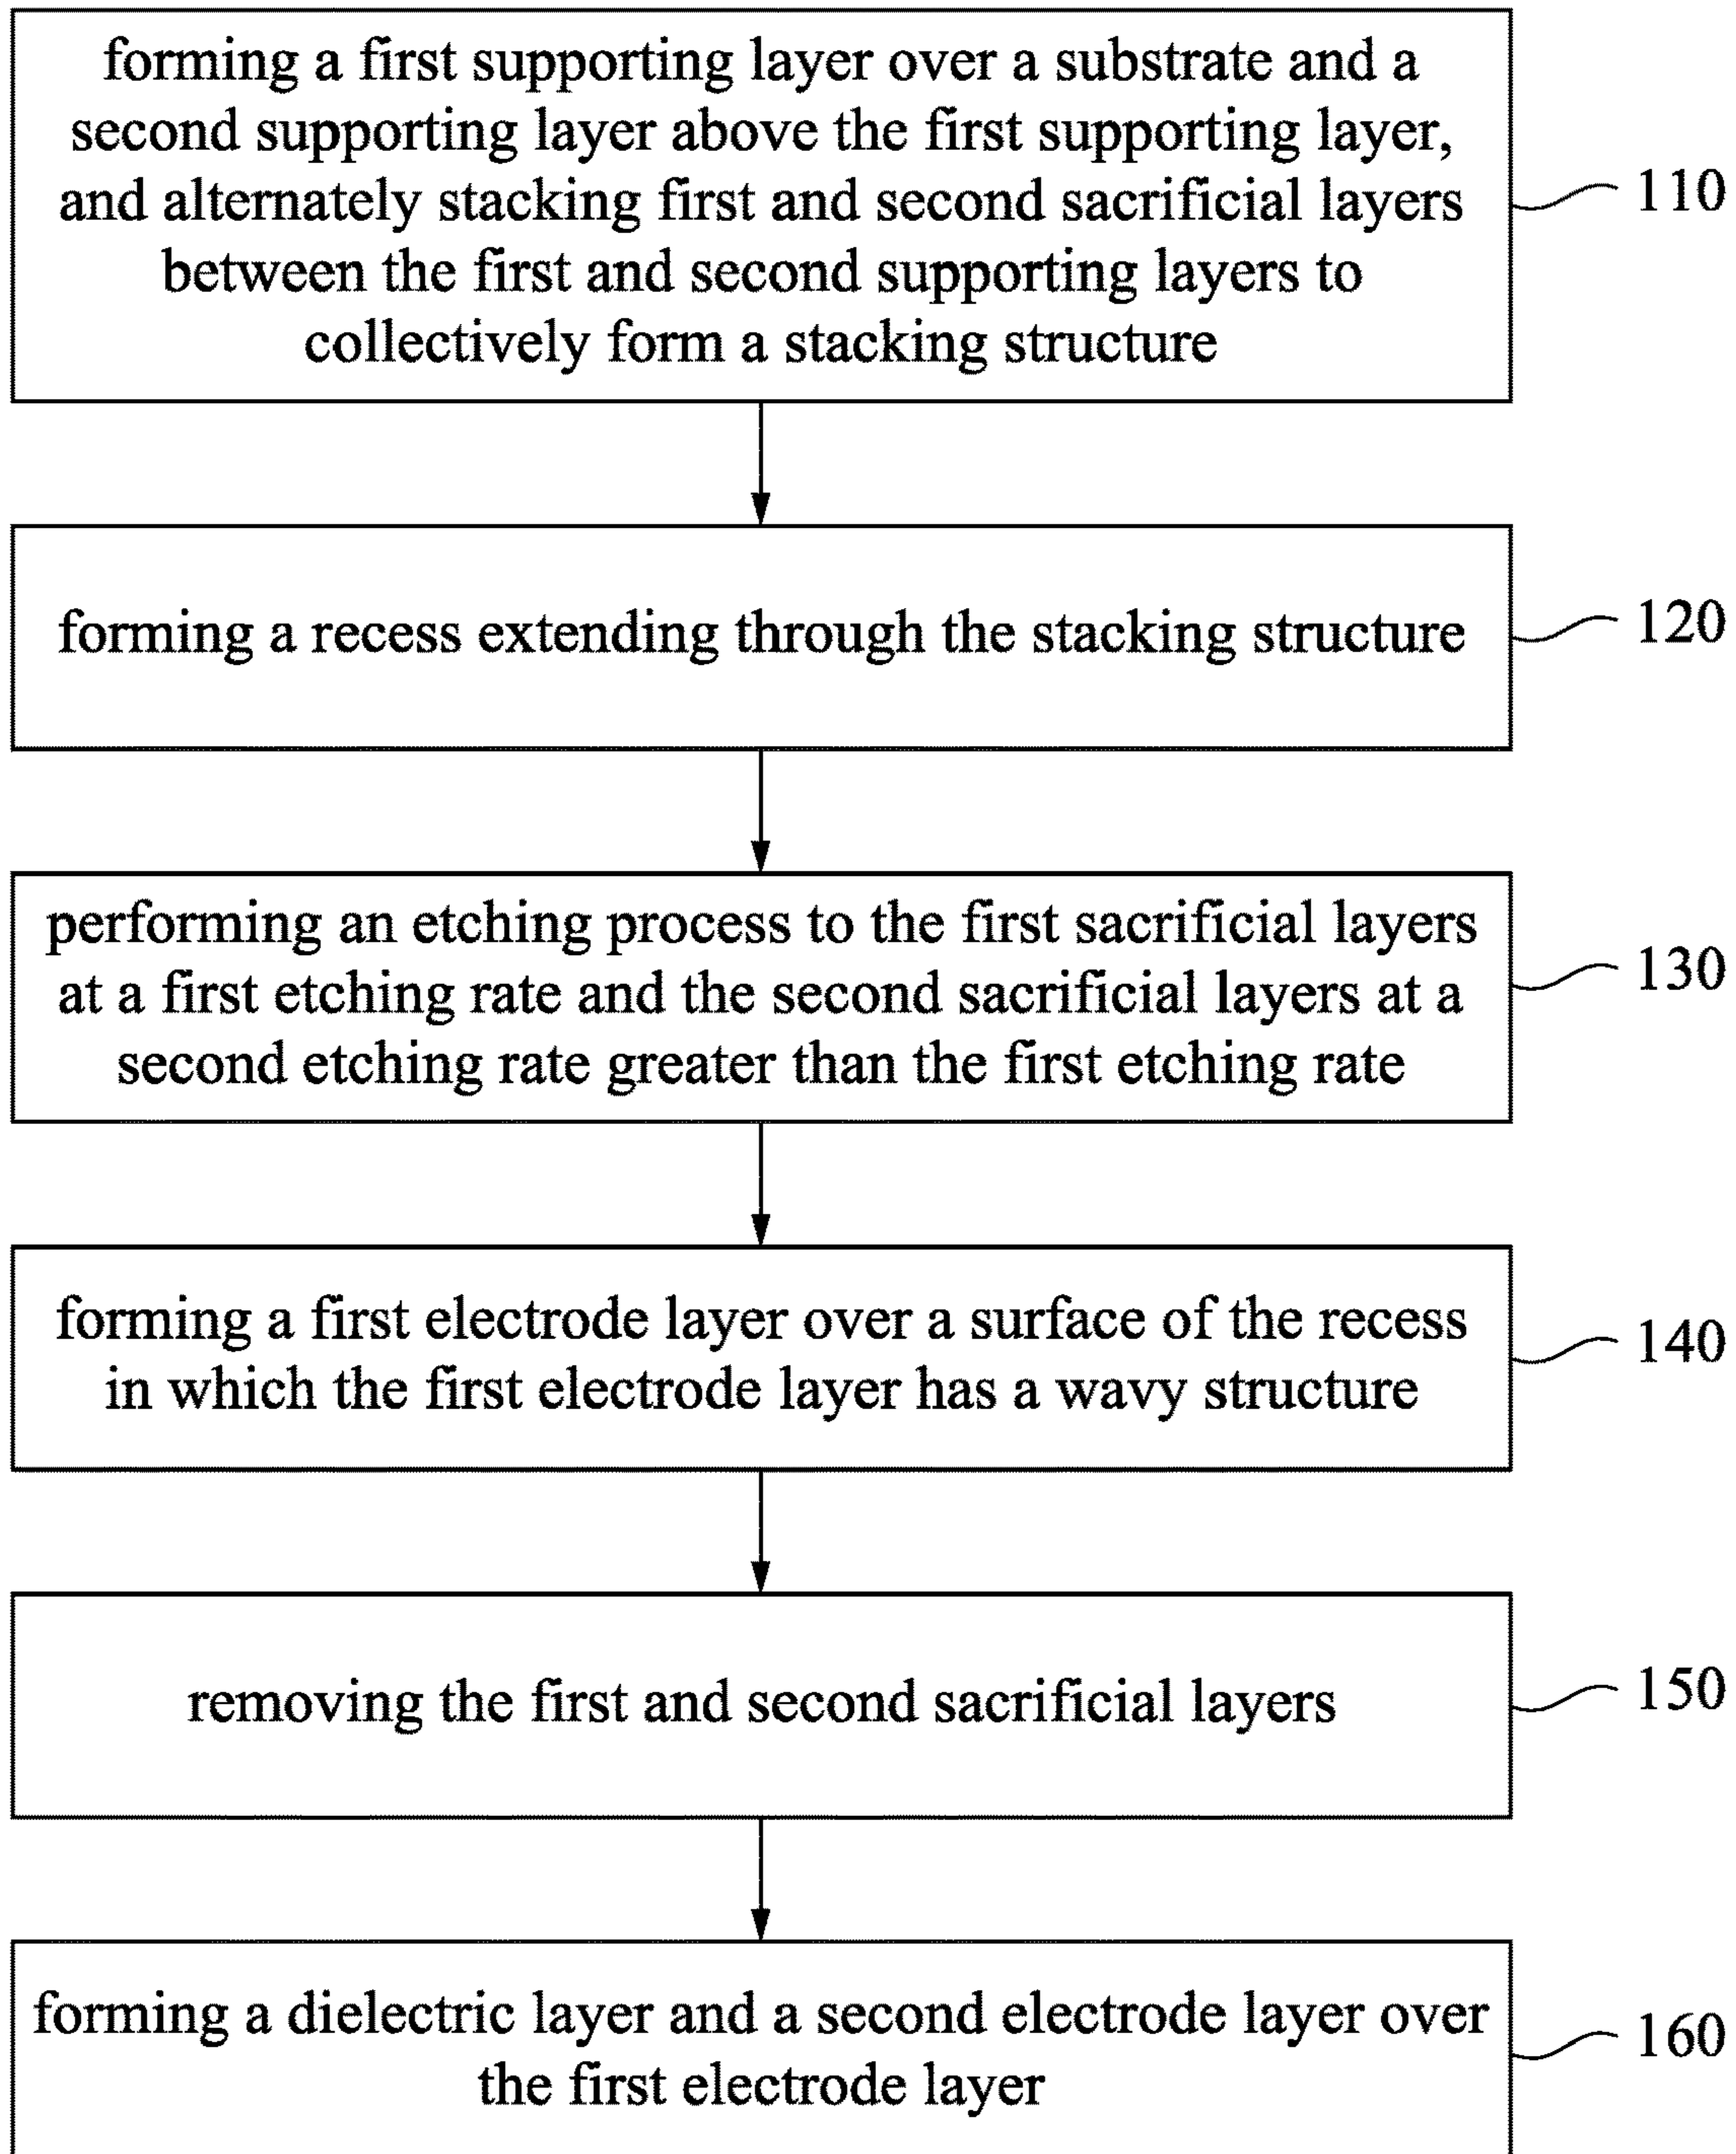 forming a first supporting layer over a substrate and a
second supporting layer above the first supporting layer,
and alternately stacking first and second sacrificial layers
between the first and second supporting layers to
collectively form a stacking structure
110
forming a recess extending through the stacking structure
120
performing an etching process to the first sacrificial layers
at a first etching rate and the second sacrificial layers at a
second etching rate greater than the first etching rate
130
forming a first electrode layer over a surface of the recess
in which the first electrode layer has a wavy structure
140
removing the first and second sacrificial layers
150
forming a dielectric layer and a second electrode layer over
the first electrode layer
160